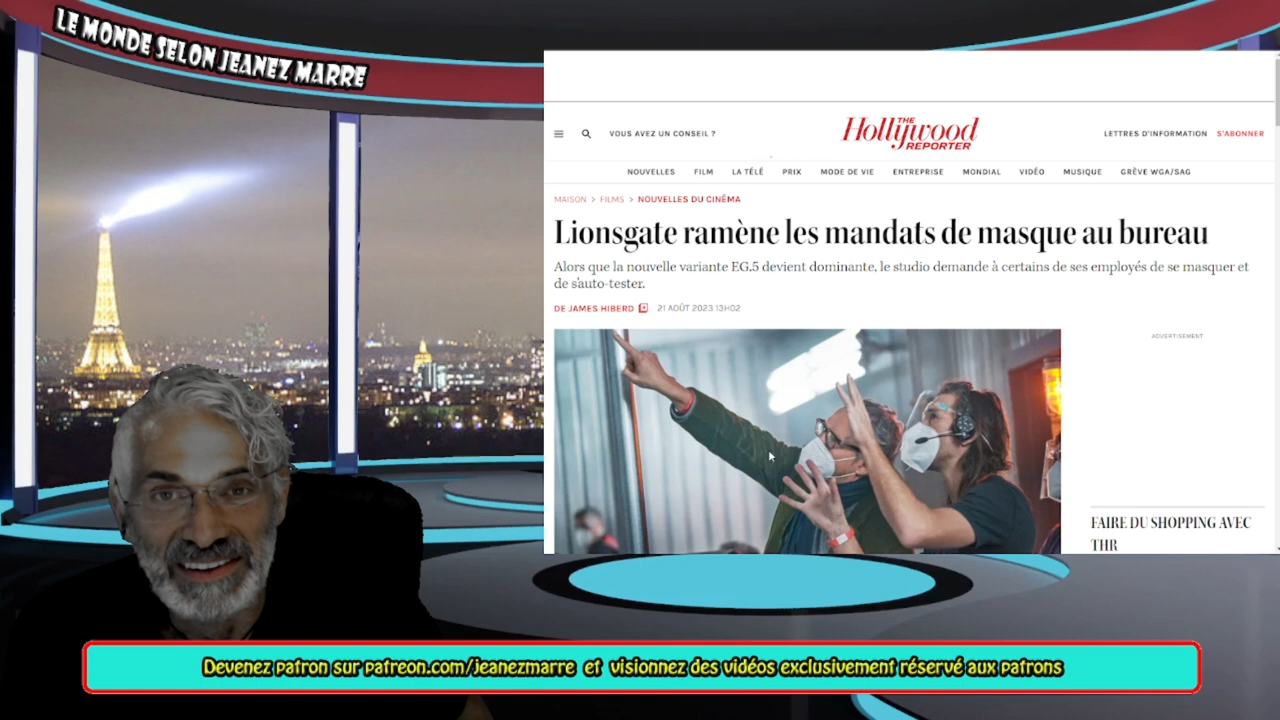 LE MONDE SELON JEANEZ MARRE
VOUS AVEZ UN CONSEIL ?
THE
Hollywood
REPORTER
LETTRES D'INFORMATION S'ABONNER
NOUVELLES FILM LA TÉLÉ PRIX MODE DE VIE ENTREPRISE MONDIAL VIDÉO MUSIQUE GRÈVE WGA/SAG
MAISON > FILMS > NOUVELLES DU CINÉMA
Lionsgate ramène les mandats de masque au bureau
Alors que la nouvelle variante EG.5 devient dominante, le studio demande à certains de ses employés de se masquer et
de s'auto-tester.
DE JAMES HIBERD 21 AOÛT 2023 13H02
ADVERTISEMENT
FAIRE DU SHOPPING AVEC
THR
Devenez patron sur patreon.com/jeanezmarre et visionnez des vidéos exclusivement réservé aux patrons